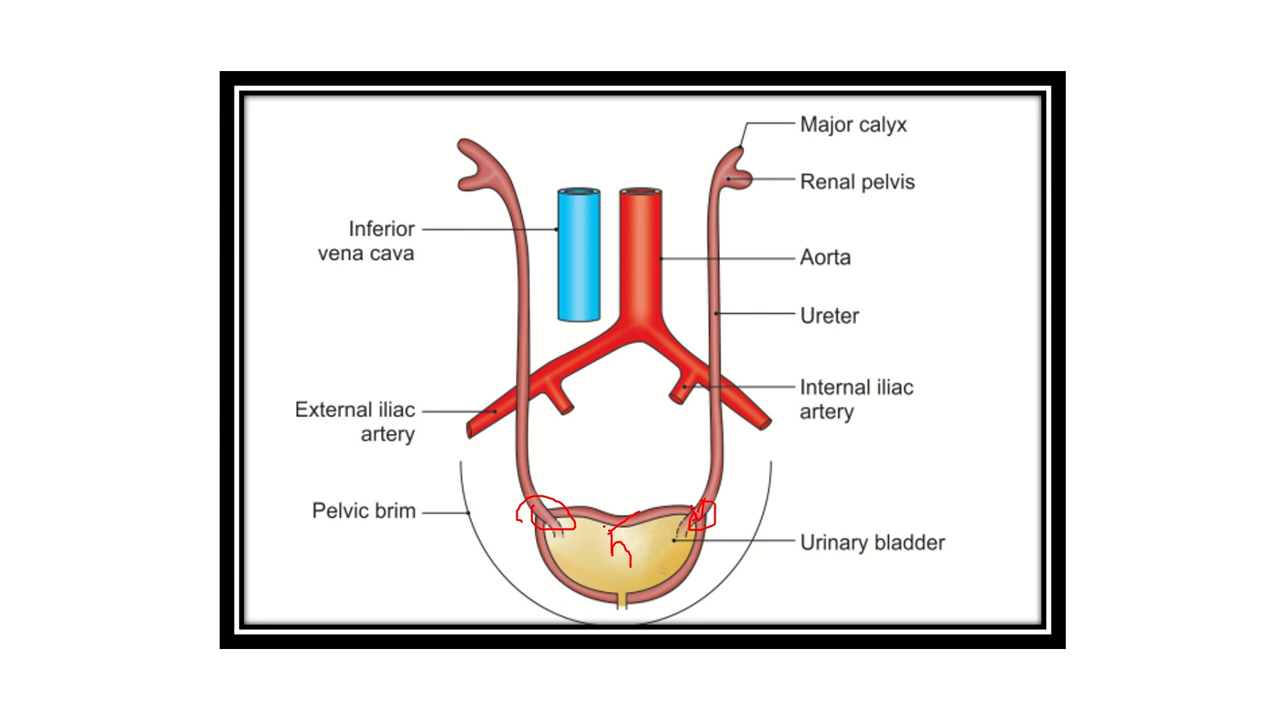 Major calyx
Renal pelvis
Inferior
vena cava
Aorta
Ureter
Internal iliac
artery
External iliac
artery
Pelvic brim
Urinary bladder
h